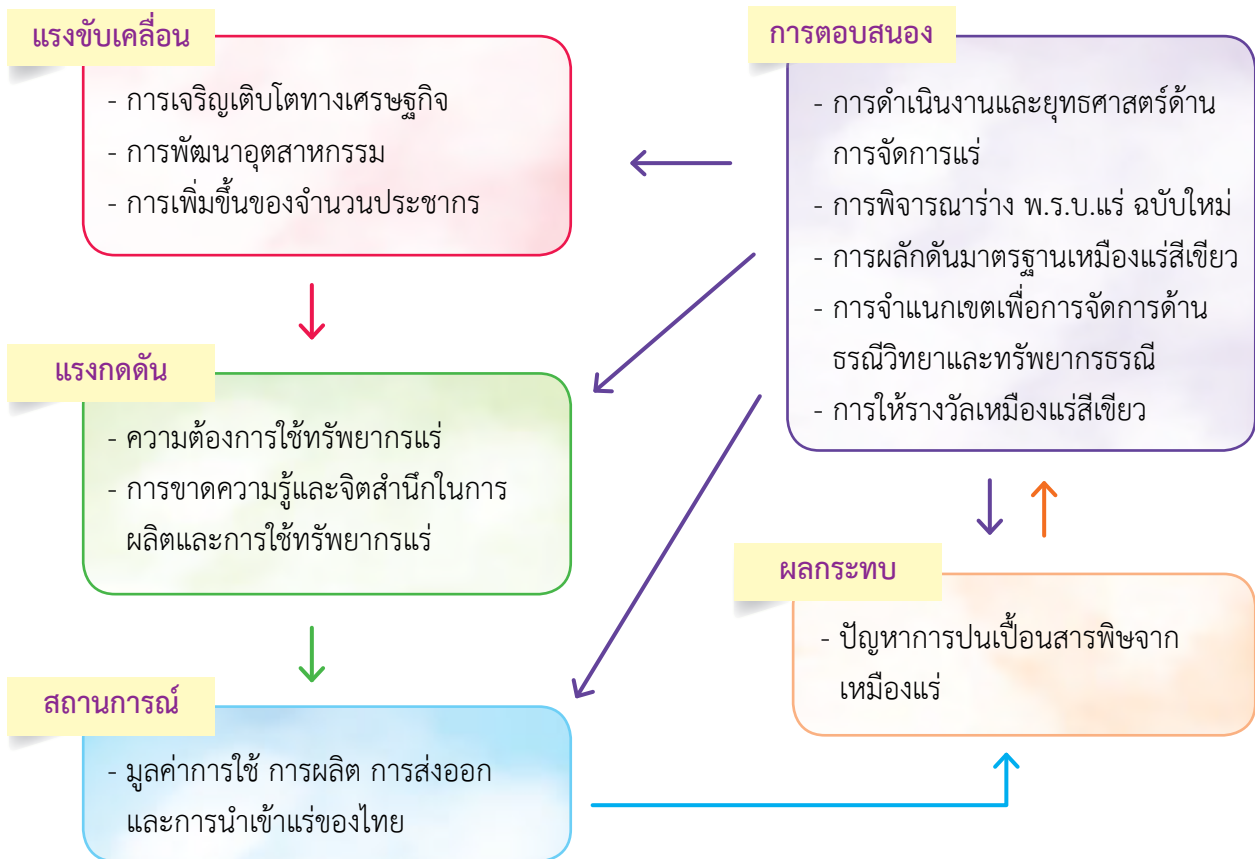 แรงขับเคลื่อน
- การเจริญเติบโตทางเศรษฐกิจ
- การพัฒนาอุตสาหกรรม
- การเพิ่มขึ้นของจำนวนประชากร
แรงกดดัน
- ความต้องการใช้ทรัพยากรแร่
- การขาดความรู้และจิตสำนึกในการ
ผลิตและการใช้ทรัพยากรแร่
สถานการณ์
- มูลค่าการใช้ การผลิต การส่งออก
และการนำเข้าแร่ของไทย
การตอบสนอง
- การดำเนินงานและยุทธศาสตร์ด้าน
การจัดการแร่
- การพิจารณาร่าง พ.ร.บ.แร่ ฉบับใหม่
- การผลักดันมาตรฐานเหมืองแร่สีเขียว
- การจำแนกเขตเพื่อการจัดการด้าน
ธรณีวิทยาและทรัพยากรธรณี
- การให้รางวัลเหมืองแร่สีเขียว
ผลกระทบ
- ปัญหาการปนเปื้อนสารพิษจาก
เหมืองแร่